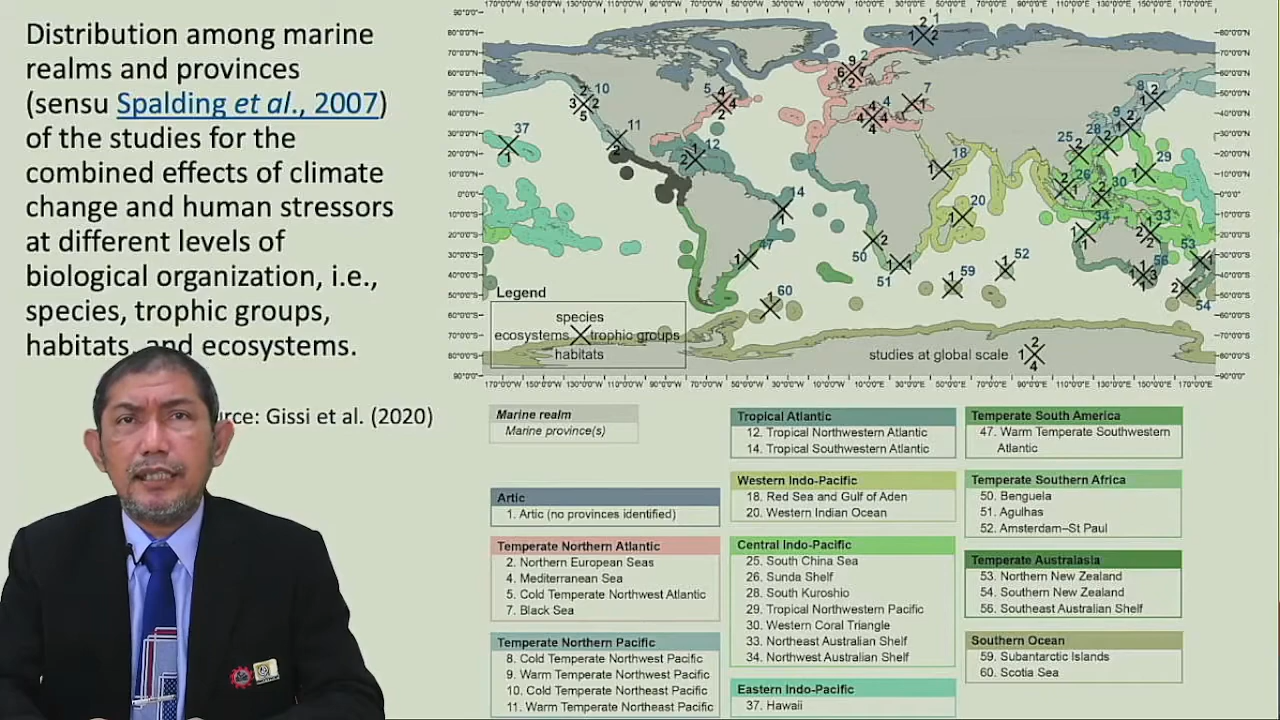 Distribution among marine
realms and provinces
(sensu Spalding et al., 2007)
of the studies for the
combined effects of climate
change and human stressors
at different levels of
biological organization, i.e.,
species, trophic groups,
habitats, and ecosystems.
rce: Gissi et al. (2020)
Legend
species
ecosystems trophic groups
habitats
studies at global scale
Marine realm
Marine province(s)
Artic
1. Artic (no provinces identified)
Temperate Northern Atlantic
2. Northern European Seas
4. Mediterranean Sea
5. Cold Temperate Northwest Atlantic
7. Black Sea
Temperate Northern Pacific
8. Cold Temperate Northwest Pacific
9. Warm Temperate Northwest Pacific
10. Cold Temperate Northeast Pacific
11. Warm Temperate Northeast Pacific
Tropical Atlantic
12. Tropical Northwestern Atlantic
14. Tropical Southwestern Atlantic
Western Indo-Pacific
18. Red Sea and Gulf of Aden
20. Western Indian Ocean
Central Indo-Pacific
25. South China Sea
26. Sunda Shelf
28. South Kuroshio
29. Tropical Northwestern Pacific
30. Western Coral Triangle
33. Northeast Australian Shelf
34. Northwest Australian Shelf
Eastern Indo-Pacific
37. Hawaii
Temperate South America
47. Warm Temperate Southwestern
Atlantic
Temperate Southern Africa
50. Benguela
51. Agulhas
52. Amsterdam–St Paul
Temperate Australasia
53. Northern New Zealand
54. Southern New Zealand
56. Southeast Australian Shelf
Southern Ocean
59. Subantarctic Islands
60. Scotia Sea